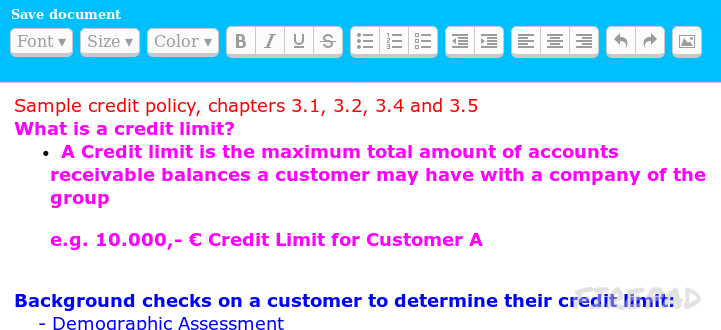 Save document
Font ▾ Size ▾ Color ▾ B I U S
Sample credit policy, chapters 3.1, 3.2, 3.4 and 3.5
What is a credit limit?
• A Credit limit is the maximum total amount of accounts
receivable balances a customer may have with a company of the
group
e.g. 10.000,- € Credit Limit for Customer A
Background checks on a customer to determine their credit limit:
- Demographic Assessment